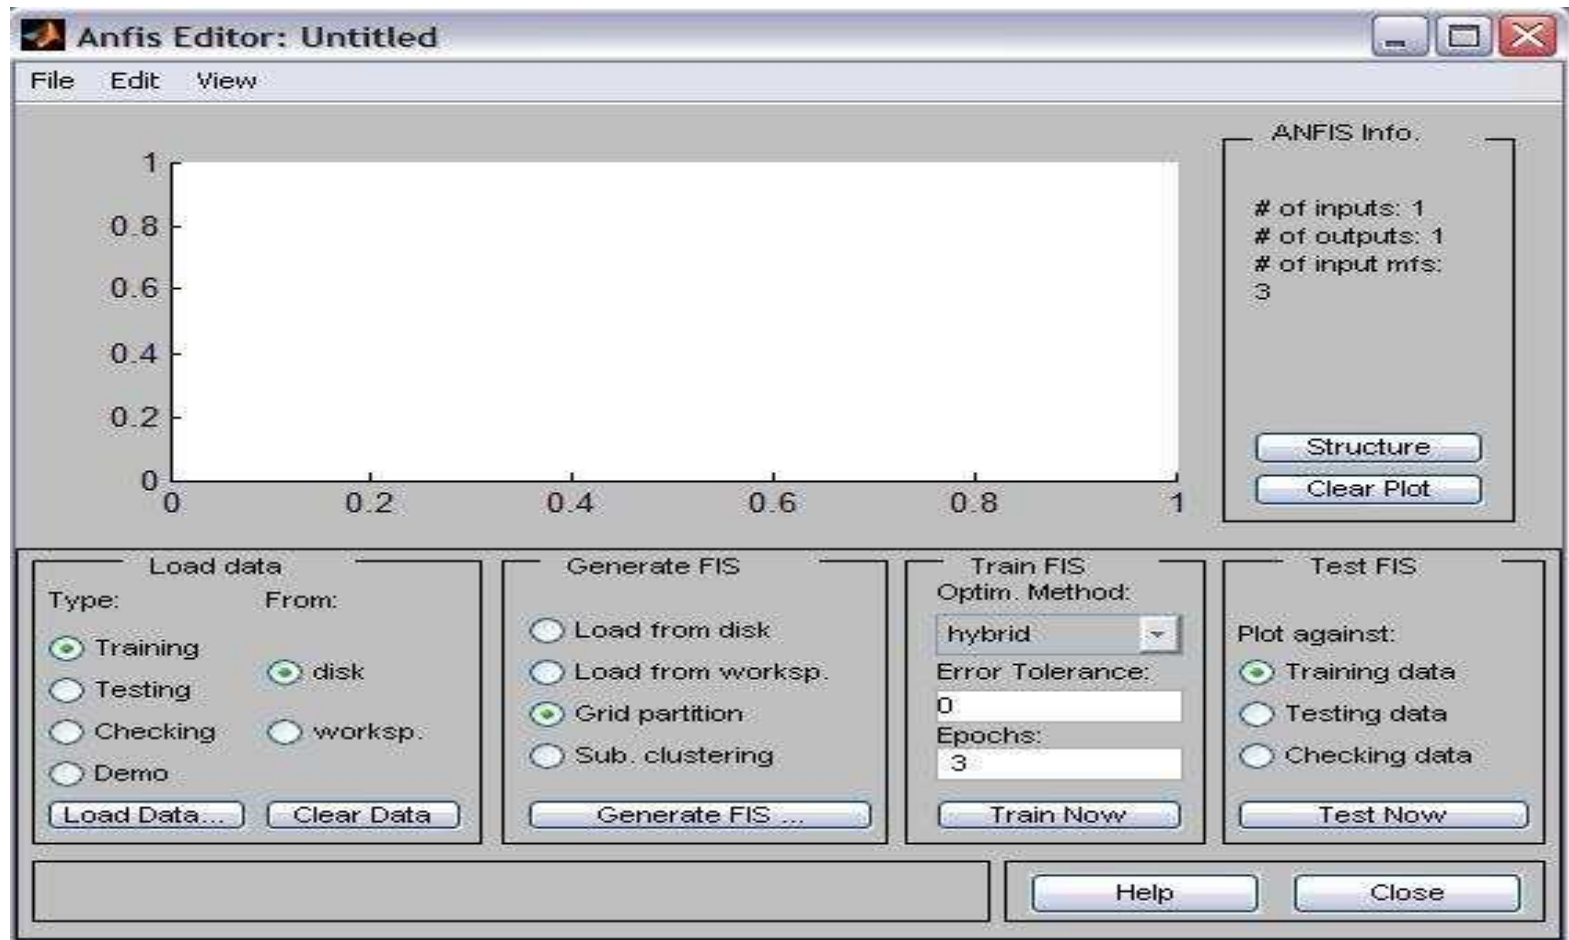 Anfis Editor: Untitled
File Edit View
1
0.8
0.6
0.4
0.2
0
0 0.2 0.4 0.6 0.8 1
ANFIS Info.
# of inputs: 1
# of outputs: 1
# of input mfs:
3
Structure
Clear Plot
Load data
Type: From:
Training
Testing
Checking
Demo
disk
worksp.
Load Data... Clear Data
Generate FIS
Load from disk
Load from worksp.
Grid partition
Sub. clustering
Generate FIS ...
Train FIS
Optim. Method:
hybrid
Error Tolerance:
0
Epochs:
3
Train Now
Test FIS
Plot against:
Training data
Testing data
Checking data
Test Now
Help Close